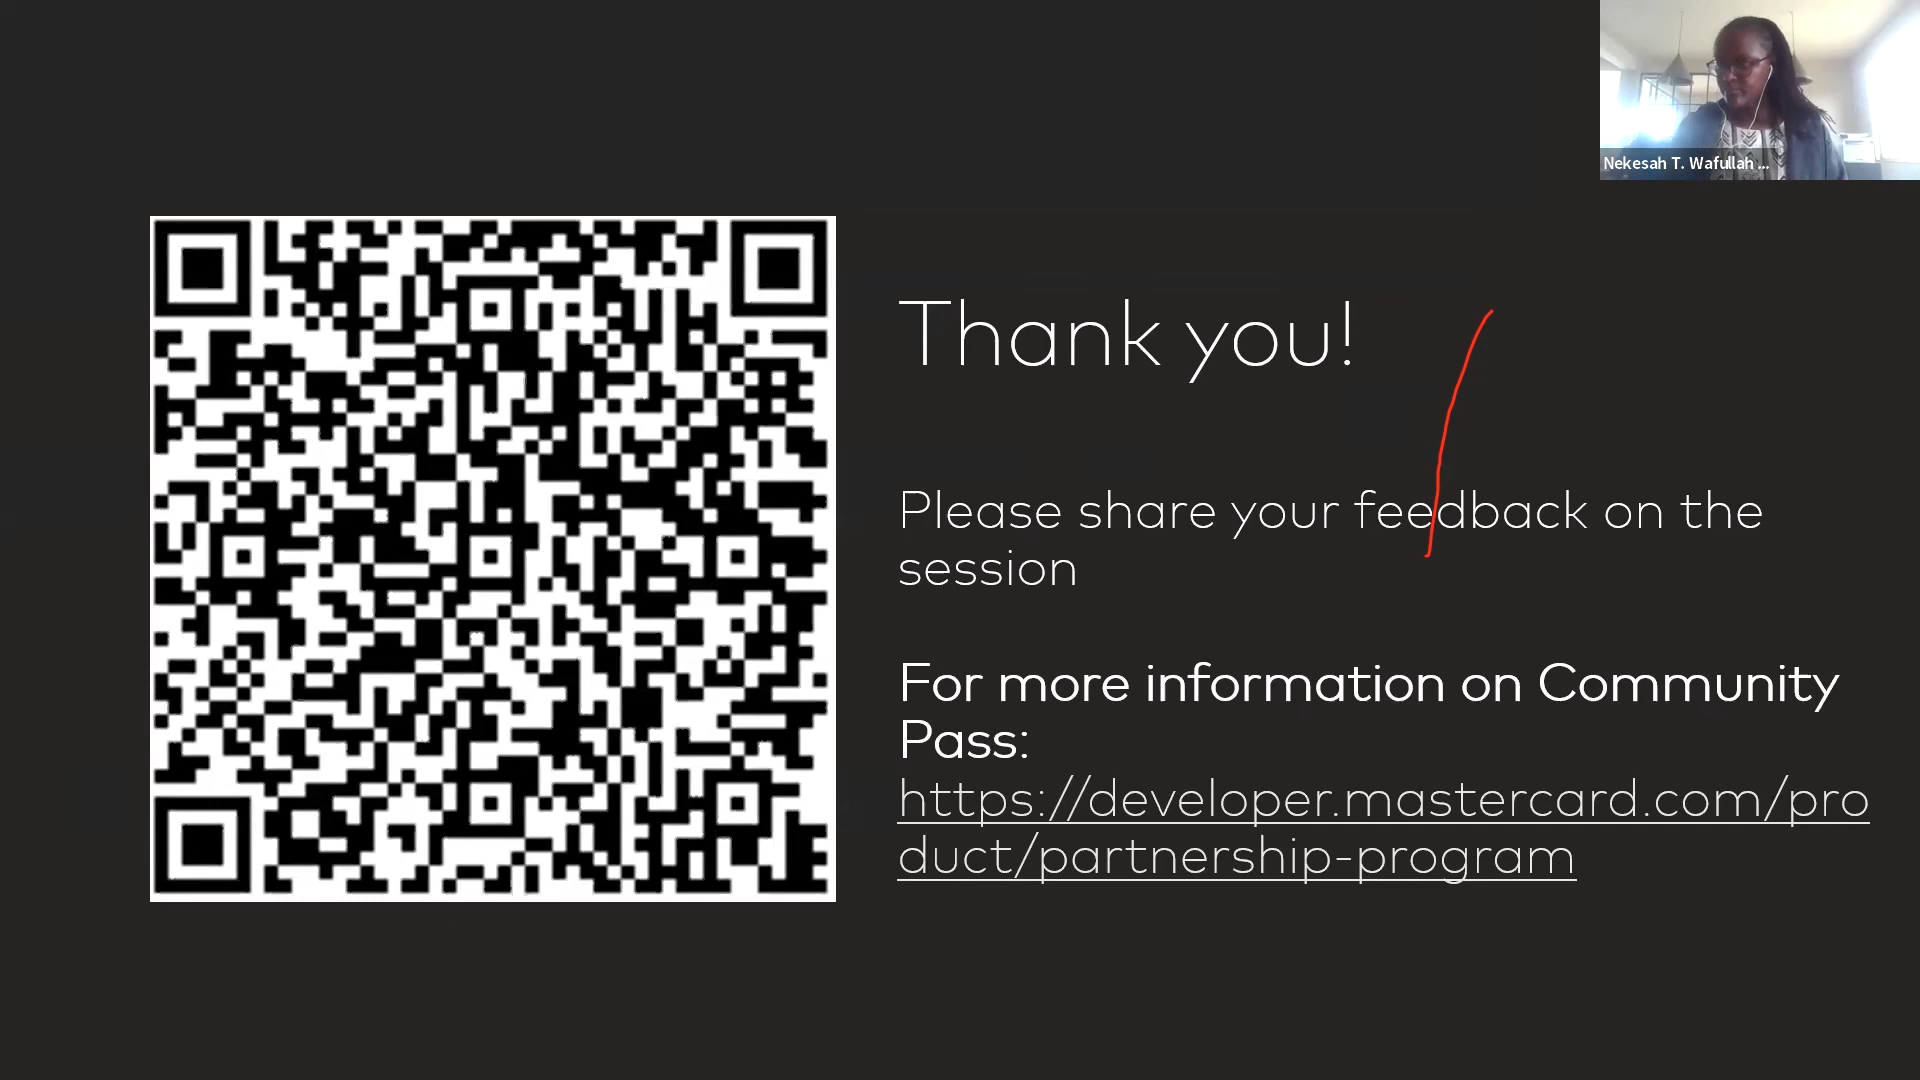 Nekesah T. Wafullah ...
Thank you!
Please share your feedback on the
session
For more information on Community
Pass:
https://developer.mastercard.com/pro
duct/partnership-program